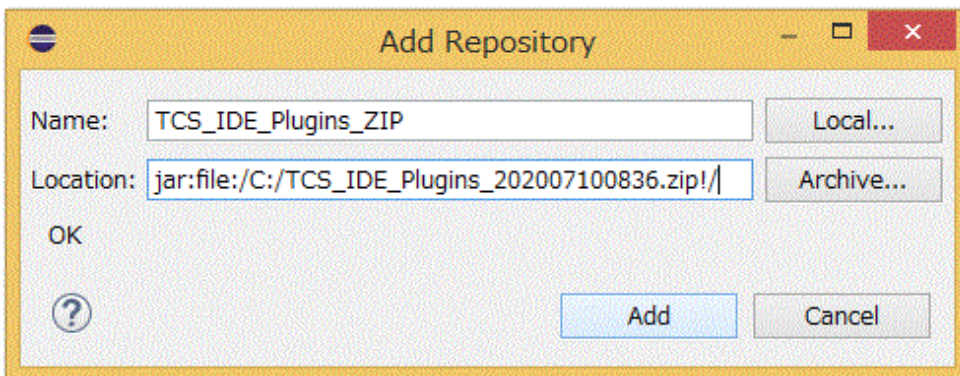 Add Repository
Name: TCS_IDE_Plugins_ZIP Local...
Location: jar:file:/C:/TCS_IDE_Plugins_202007100836.zip!/ Archive...
OK
? Add Cancel